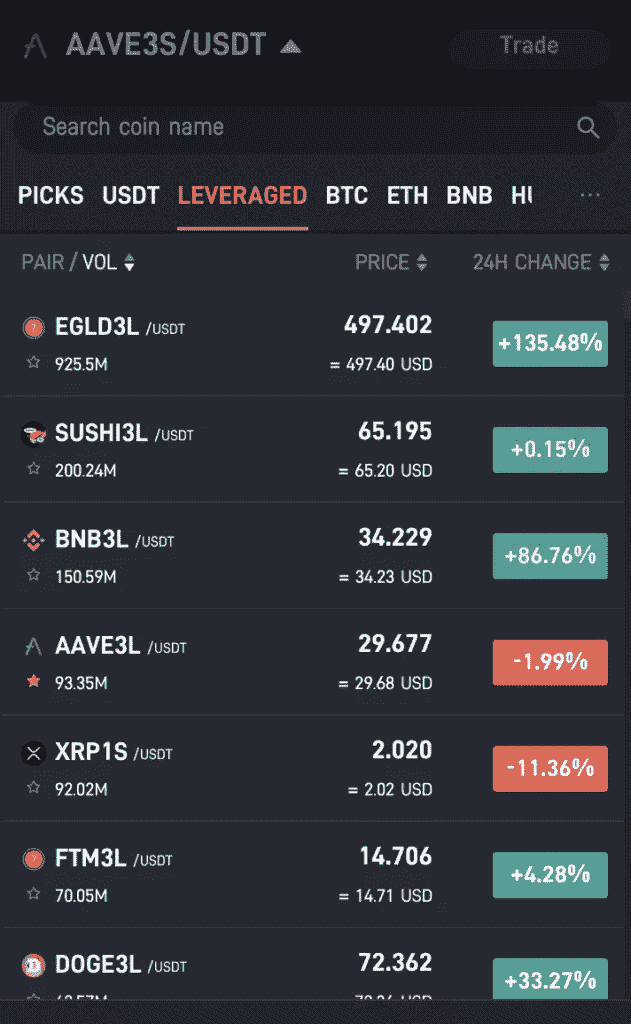 AAVE3S/USDT
Trade
Search coin name
PICKS USDT LEVERAGED BTC ETH BNB
PAIR / VOL PRICE 24H CHANGE
EGLD3L /USDT 497.402 +135.48%
925.5M = 497.40 USD
SUSHI3L /USDT 65.195 +0.15%
200.24M = 65.20 USD
BNB3L /USDT 34.229 +86.76%
150.59M = 34.23 USD
AAVE3L /USDT 29.677 -1.99%
93.35M = 29.68 USD
XRP1S /USDT 2.020 -11.36%
92.02M = 2.02 USD
FTM3L /USDT 14.706 +4.28%
70.05M = 14.71 USD
DOGE3L /USDT 72.362 +33.27%